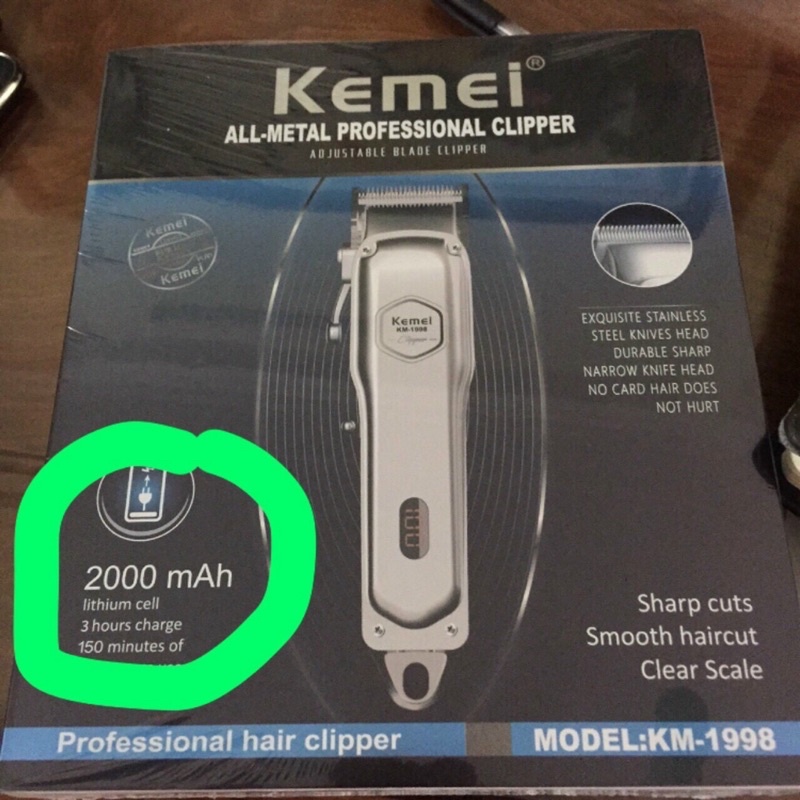 Kemei®
ALL-METAL PROFESSIONAL CLIPPER
ADJUSTABLE BLADE CLIPPER
Kemei
Kemei
Kemei
KM-1998
Clipper
EXQUISITE STAINLESS
STEEL KNIVES HEAD
DURABLE SHARP
NARROW KNIFE HEAD
NO CARD HAIR DOES
NOT HURT
100
2000 mAh
lithium cell
3 hours charge
150 minutes of
Sharp cuts
Smooth haircut
Clear Scale
Professional hair clipper
MODEL:KM-1998